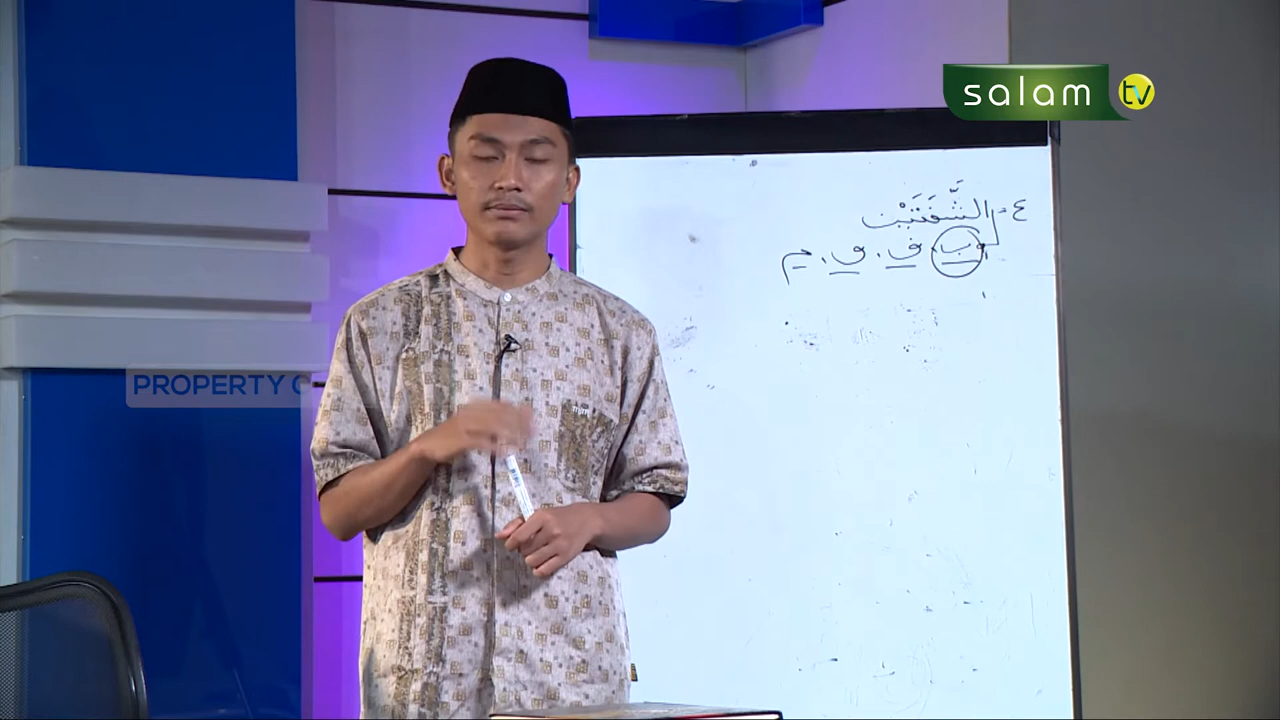 salam tv
٤- الشَّفَتَيْن
ب . ف . و . م
PROPERTY O